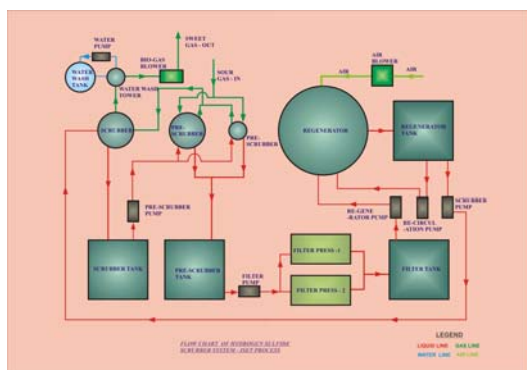 WATER
PUMP
SWEET
GAS - OUT
BIO-GAS
BLOWER
SOUR
GAS - IN
AIR
BLOWER
AIR
AIR
WATER
WASH
TANK
WATER WASH
TOWER
SCRUBBER
PRE-
SCRUBBER
PRE-
SCRUBBER
REGENERATOR
REGENERATOR
TANK
PRE-SCRUBBER
PUMP
RE-GENE
RATOR PUMP
RE-CIRCUL
-ATION PUMP
SCRUBBER
PUMP
SCRUBBER TANK
PRE-SCRUBBER
TANK
FILTER
PUMP
FILTER PRESS -1
FILTER PRESS - 2
FILTER TANK
FLOW CHART OF HYDROGEN SULFIDE
SCRUBBER SYSTEM - ISET PROCESS
LEGEND
LIQUID LINE
GAS LINE
WATER LINE
AIR LINE